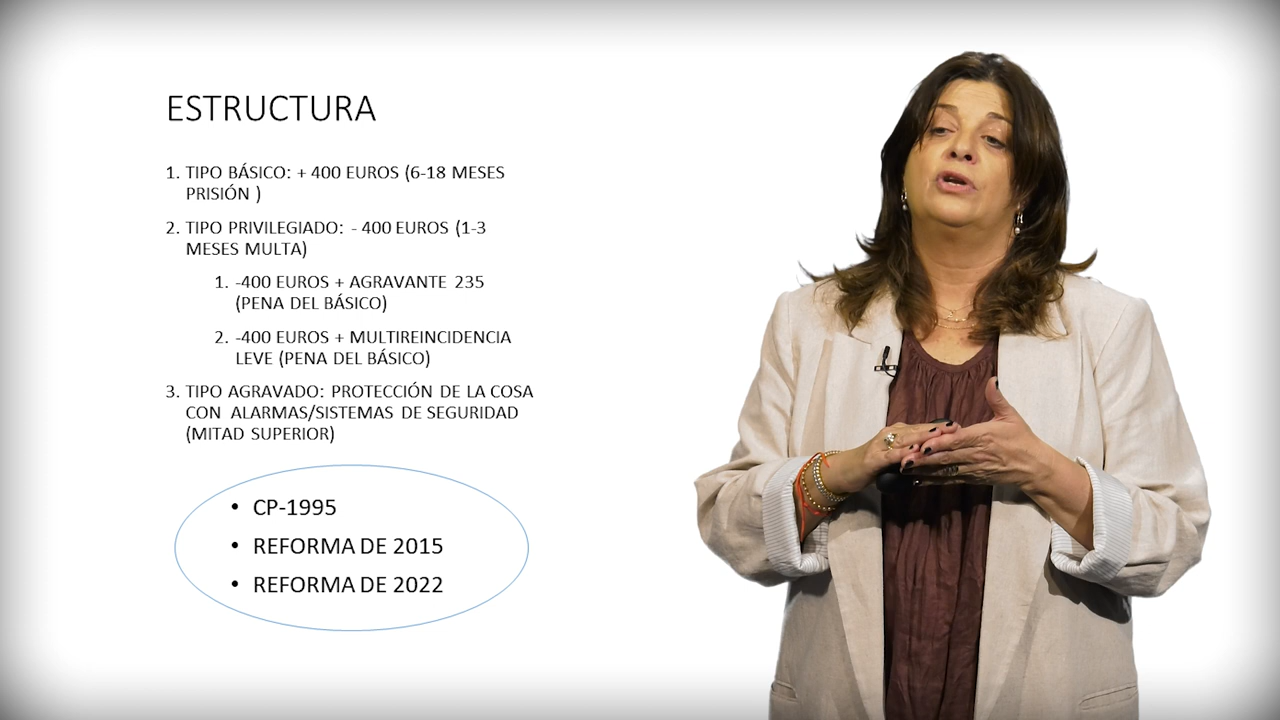 ESTRUCTURA
1. TIPO BÁSICO: + 400 EUROS (6-18 MESES
PRISIÓN )
2. TIPO PRIVILEGIADO: - 400 EUROS (1-3
MESES MULTA)
1. -400 EUROS + AGRAVANTE 235
(PENA DEL BÁSICO)
2. -400 EUROS + MULTIREINCIDENCIA
LEVE (PENA DEL BÁSICO)
3. TIPO AGRAVADO: PROTECCIÓN DE LA COSA
CON ALARMAS/SISTEMAS DE SEGURIDAD
(MITAD SUPERIOR)
• CP-1995
• REFORMA DE 2015
• REFORMA DE 2022